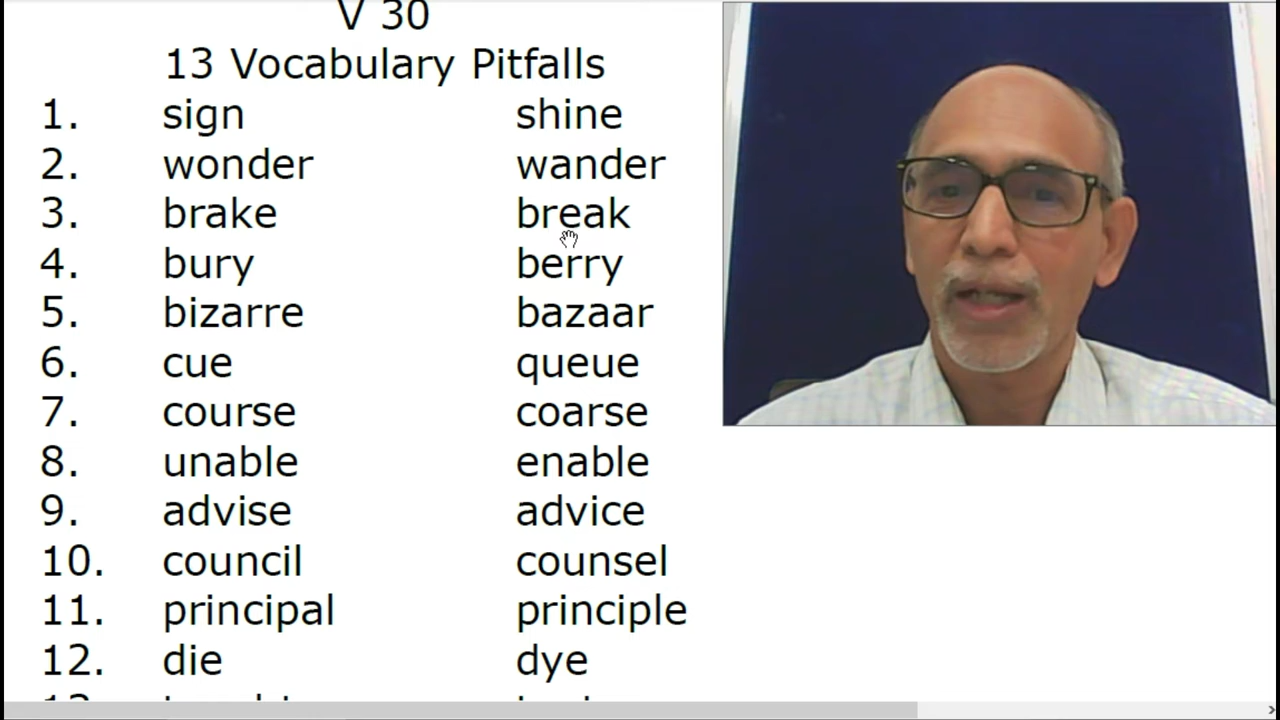 V 30
13 Vocabulary Pitfalls
1. sign shine
2. wonder wander
3. brake break
4. bury berry
5. bizarre bazaar
6. cue queue
7. course coarse
8. unable enable
9. advise advice
10. council counsel
11. principal principle
12. die dye